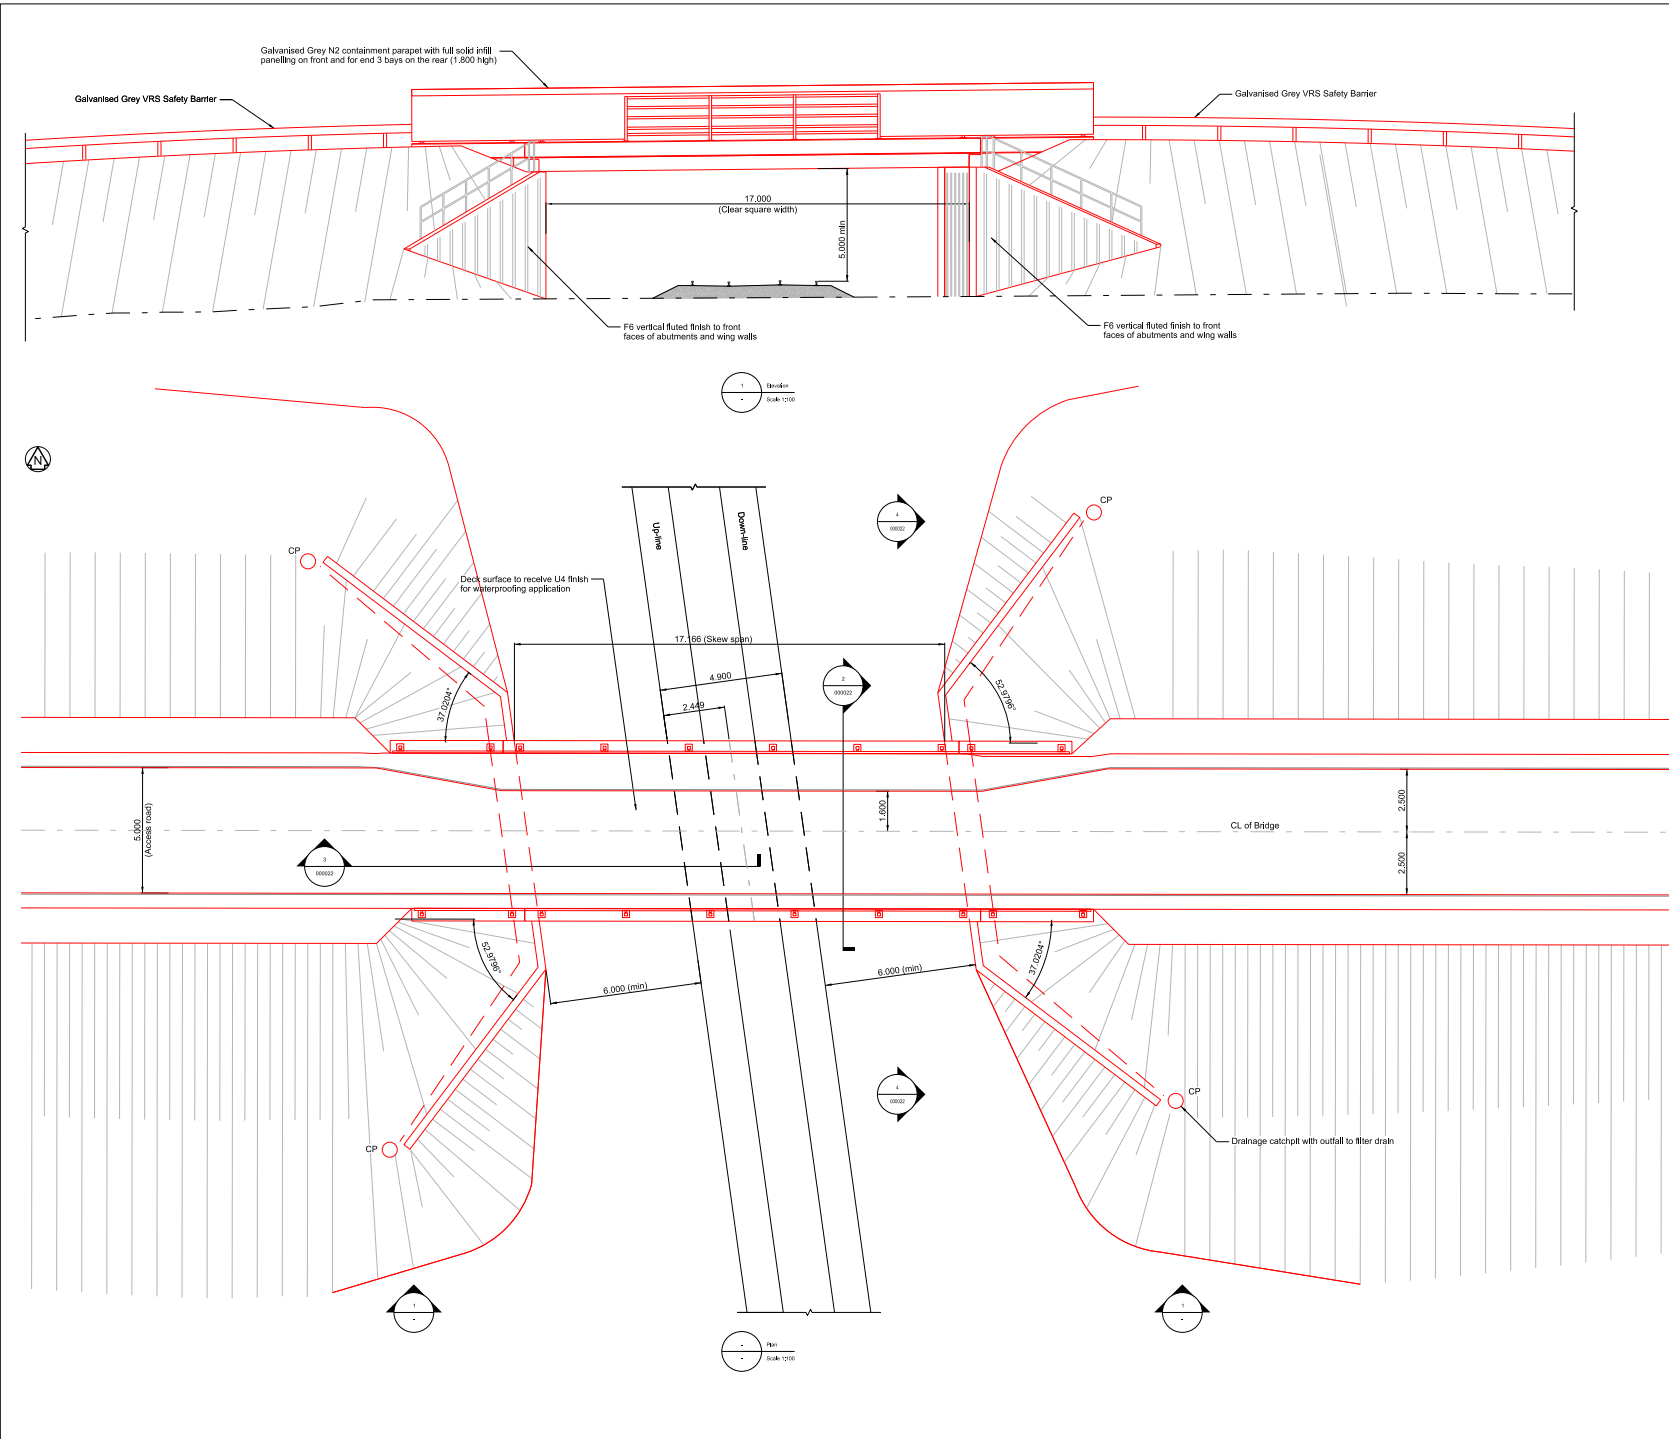 Galvanised Grey N2 containment parapet with full solid infill
panelling on front and for end 3 bays on the rear (1.800 high)
Galvanised Grey VRS Safety Barrier
Galvanised Grey VRS Safety Barrier
17.000
(Clear square width)
5.000 min
F6 vertical fluted finish to front
faces of abutments and wing walls
F6 vertical fluted finish to front
faces of abutments and wing walls
1
Elevation
-
Scale 1:100
N
CP
CP
Up-line
Down-line
4
000022
Deck surface to receive U4 finish
for waterproofing application
17.166 (Skew span)
4.900
2.449
2
000022
37.0204°
52.9796°
5.000
(Access road)
1.600
2.500
CL of Bridge
2.500
3
000022
52.9796°
37.0204°
6.000 (min)
6.000 (min)
4
000022
CP
CP
Drainage catchpit with outfall to filter drain
1
-
1
-
-
Plan
-
Scale 1:100